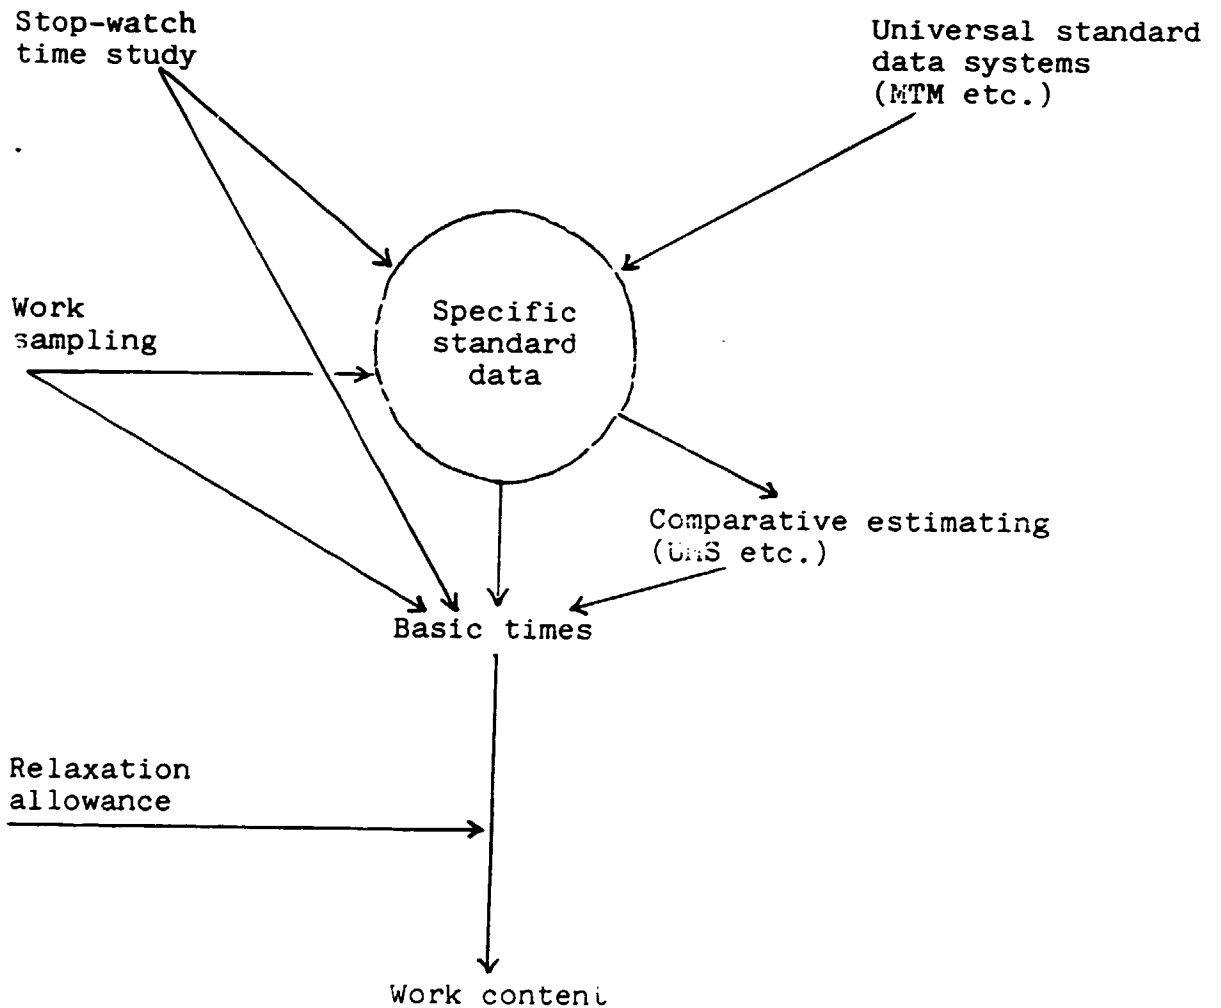 Stop-watch
time study
Universal standard
data systems
(MTM etc.)
Work
sampling
Specific
standard
data
Comparative estimating
etc.)
Basic times
Relaxation
allowance
Work content